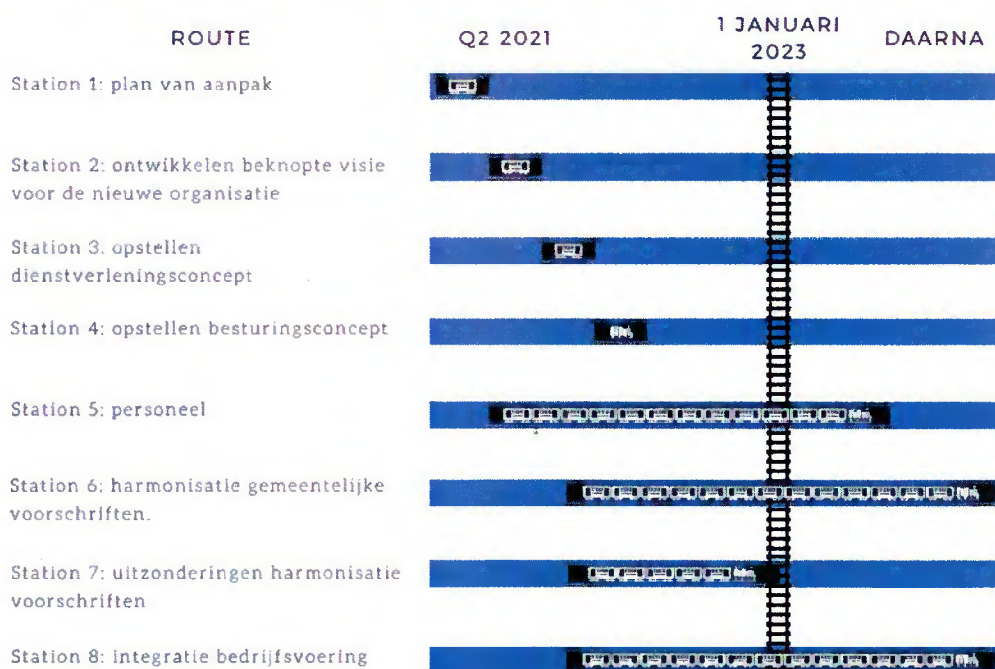 ROUTE
Q2 2021
1 JANUARI
2023
DAARNA
Station 1: plan van aanpak
Station 2: ontwikkelen beknopte visie
voor de nieuwe organisatie
Station 3. opstellen
dienstverleningsconcept
Station 4: opstellen besturingsconcept
Station 5: personeel
Station 6: harmonisatie gemeentelijke
voorschriften.
Station 7: uitzonderingen harmonisatie
voorschriften
Station 8: integratie bedrijfsvoering